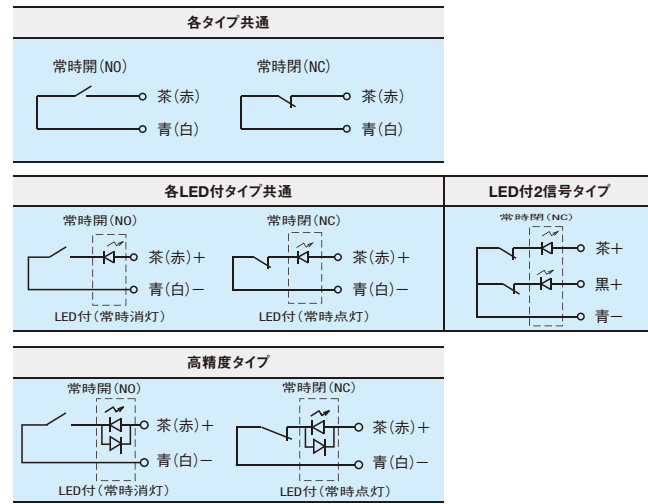 各タイプ共通
常時開(NO) 常時閉(NC)
茶(赤) 茶(赤)
青(白) 青(白)
各LED付タイプ共通 LED付2信号タイプ
常時開(NO) 常時閉(NC) 常時閉(NC)
茶(赤)+ 茶(赤)+ 茶+
黒+
青(白)− 青(白)− 青−
LED付(常時消灯) LED付(常時点灯)
高精度タイプ
常時開(NO) 常時閉(NC)
茶(赤)+ 茶(赤)+
青(白)− 青(白)−
LED付(常時消灯) LED付(常時点灯)